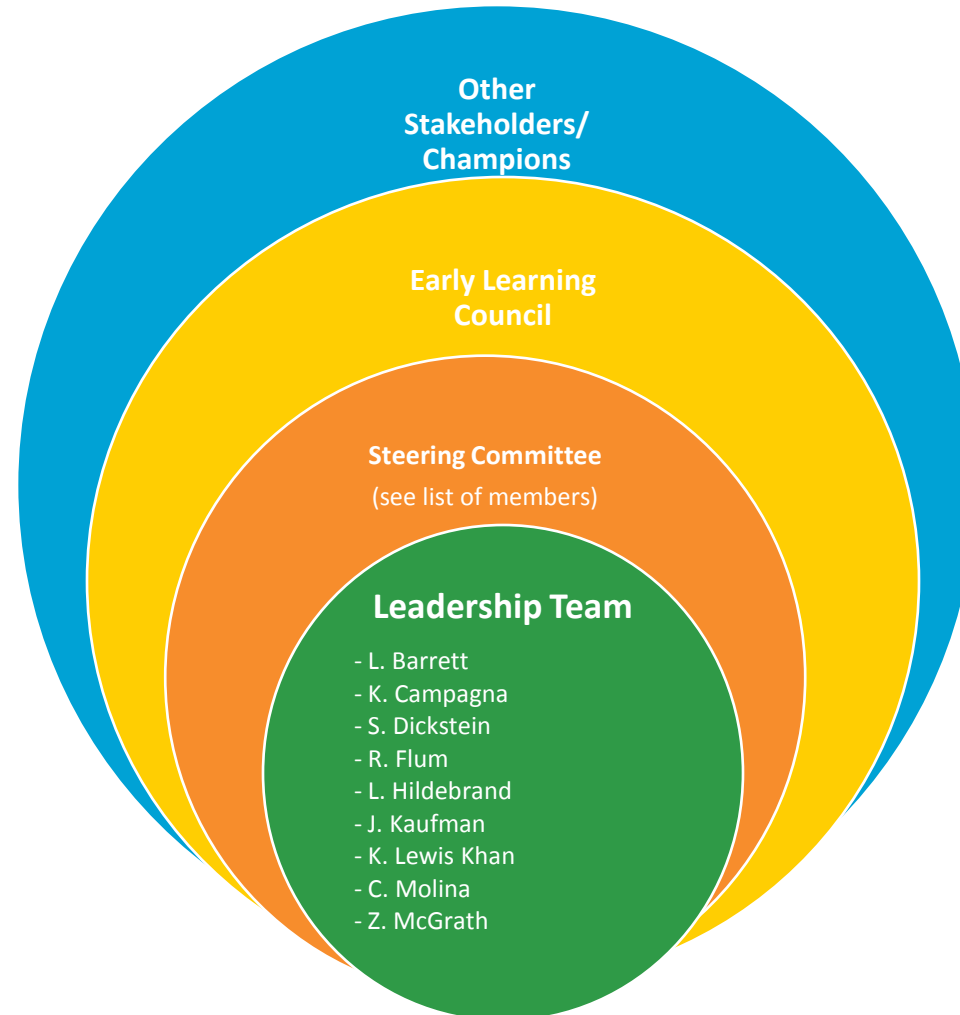 Other
Stakeholders/
Champions
Early Learning
Council
Steering Committee
(see list of members)
Leadership Team
- L. Barrett
- K. Campagna
- S. Dickstein
- R. Flum
- L. Hildebrand
- J. Kaufman
- K. Lewis Khan
- C. Molina
- Z. McGrath